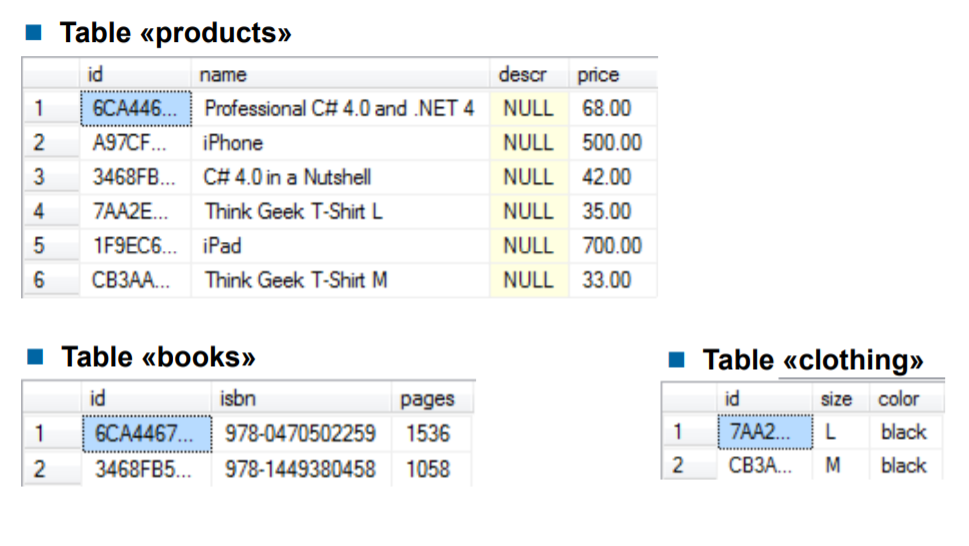 Table «products»
id name descr price
1 6CA446... Professional C# 4.0 and .NET 4 NULL 68.00
2 A97CF... iPhone NULL 500.00
3 3468FB... C# 4.0 in a Nutshell NULL 42.00
4 7AA2E... Think Geek T-Shirt L NULL 35.00
5 1F9EC6... iPad NULL 700.00
6 CB3AA... Think Geek T-Shirt M NULL 33.00
Table «books»
id isbn pages
1 6CA4467... 978-0470502259 1536
2 3468FB5... 978-1449380458 1058
Table «clothing»
id size color
1 7AA2... L black
2 CB3A... M black